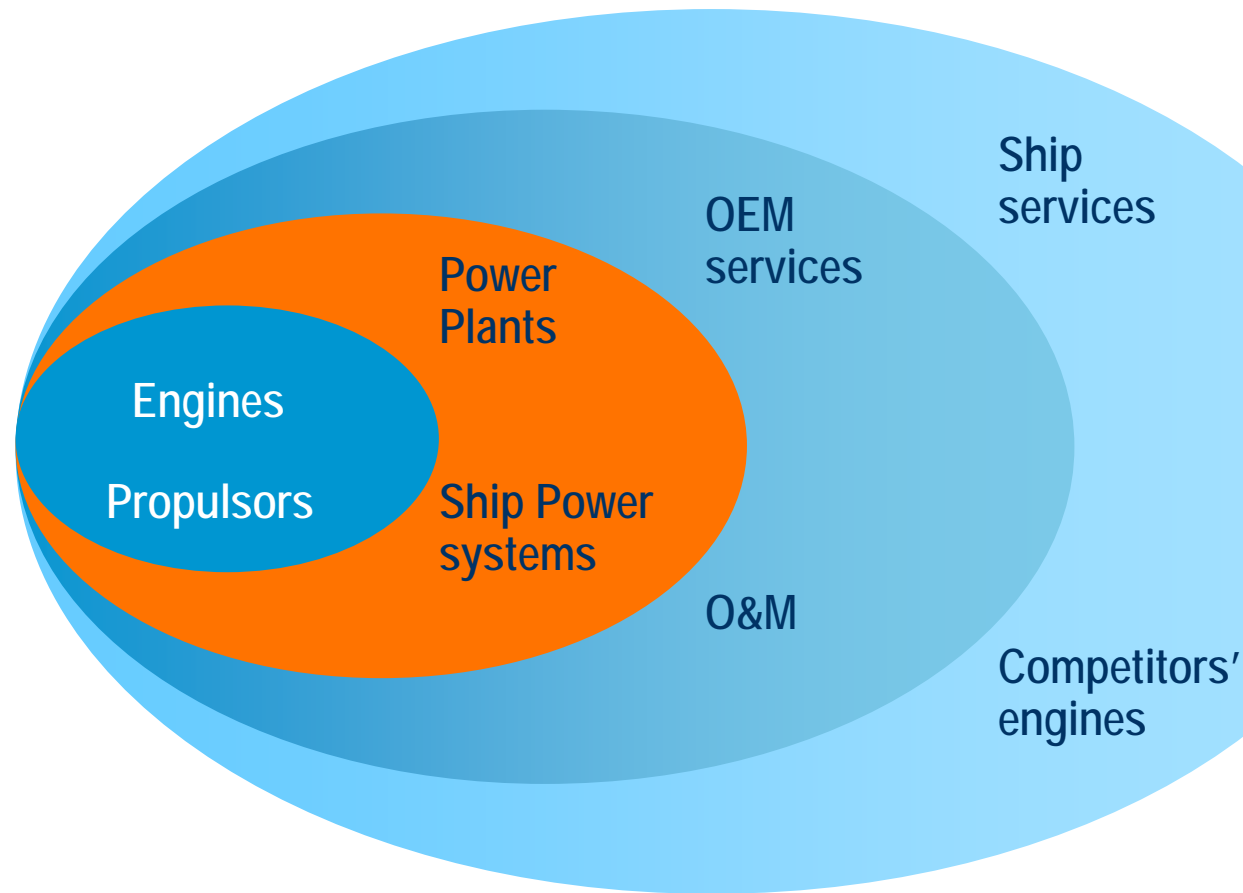 Engines
Propulsors
Power
Plants
Ship Power
systems
OEM
services
O&M
Ship
services
Competitors’
engines